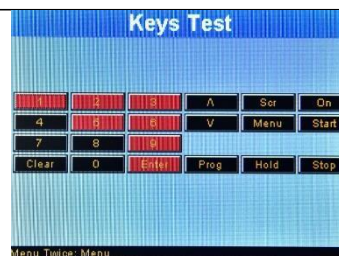 Keys Test
1 2 3 Λ Scr On
4 5 6 V Menu Start
7 8 9
Clear 0 Enter Prog Hold Stop
Menu Twice: Menu